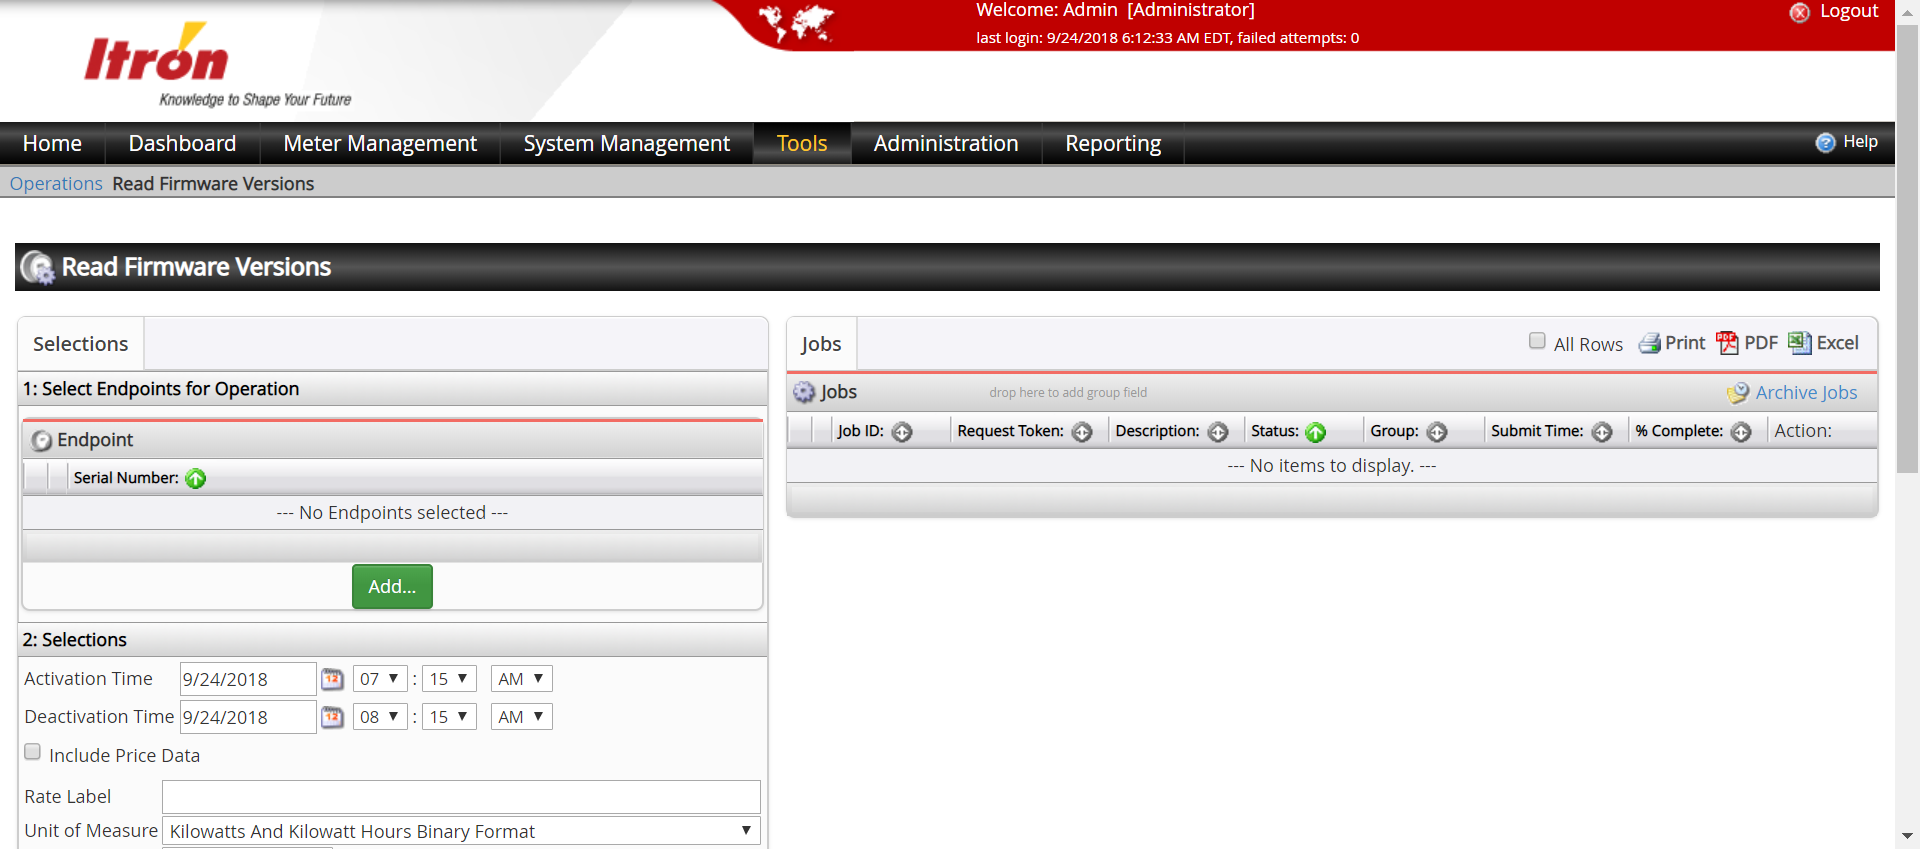 Welcome: Admin [Administrator]
Logout
last login: 9/24/2018 6:12:33 AM EDT, failed attempts: 0
Itron
Knowledge to Shape Your Future
Home Dashboard Meter Management System Management Tools Administration Reporting Help
Operations Read Firmware Versions
Read Firmware Versions
Selections
1: Select Endpoints for Operation
Endpoint
Serial Number:
--- No Endpoints selected ---
Add...
2: Selections
Activation Time 9/24/2018 12 07 : 15 AM
Deactivation Time 9/24/2018 12 08 : 15 AM
Include Price Data
Rate Label
Unit of Measure Kilowatts And Kilowatt Hours Binary Format
Jobs All Rows Print PDF PDF Excel
Jobs drop here to add group field Archive Jobs
Job ID: Request Token: Description: Status: Group: Submit Time: % Complete: Action:
--- No items to display. ---